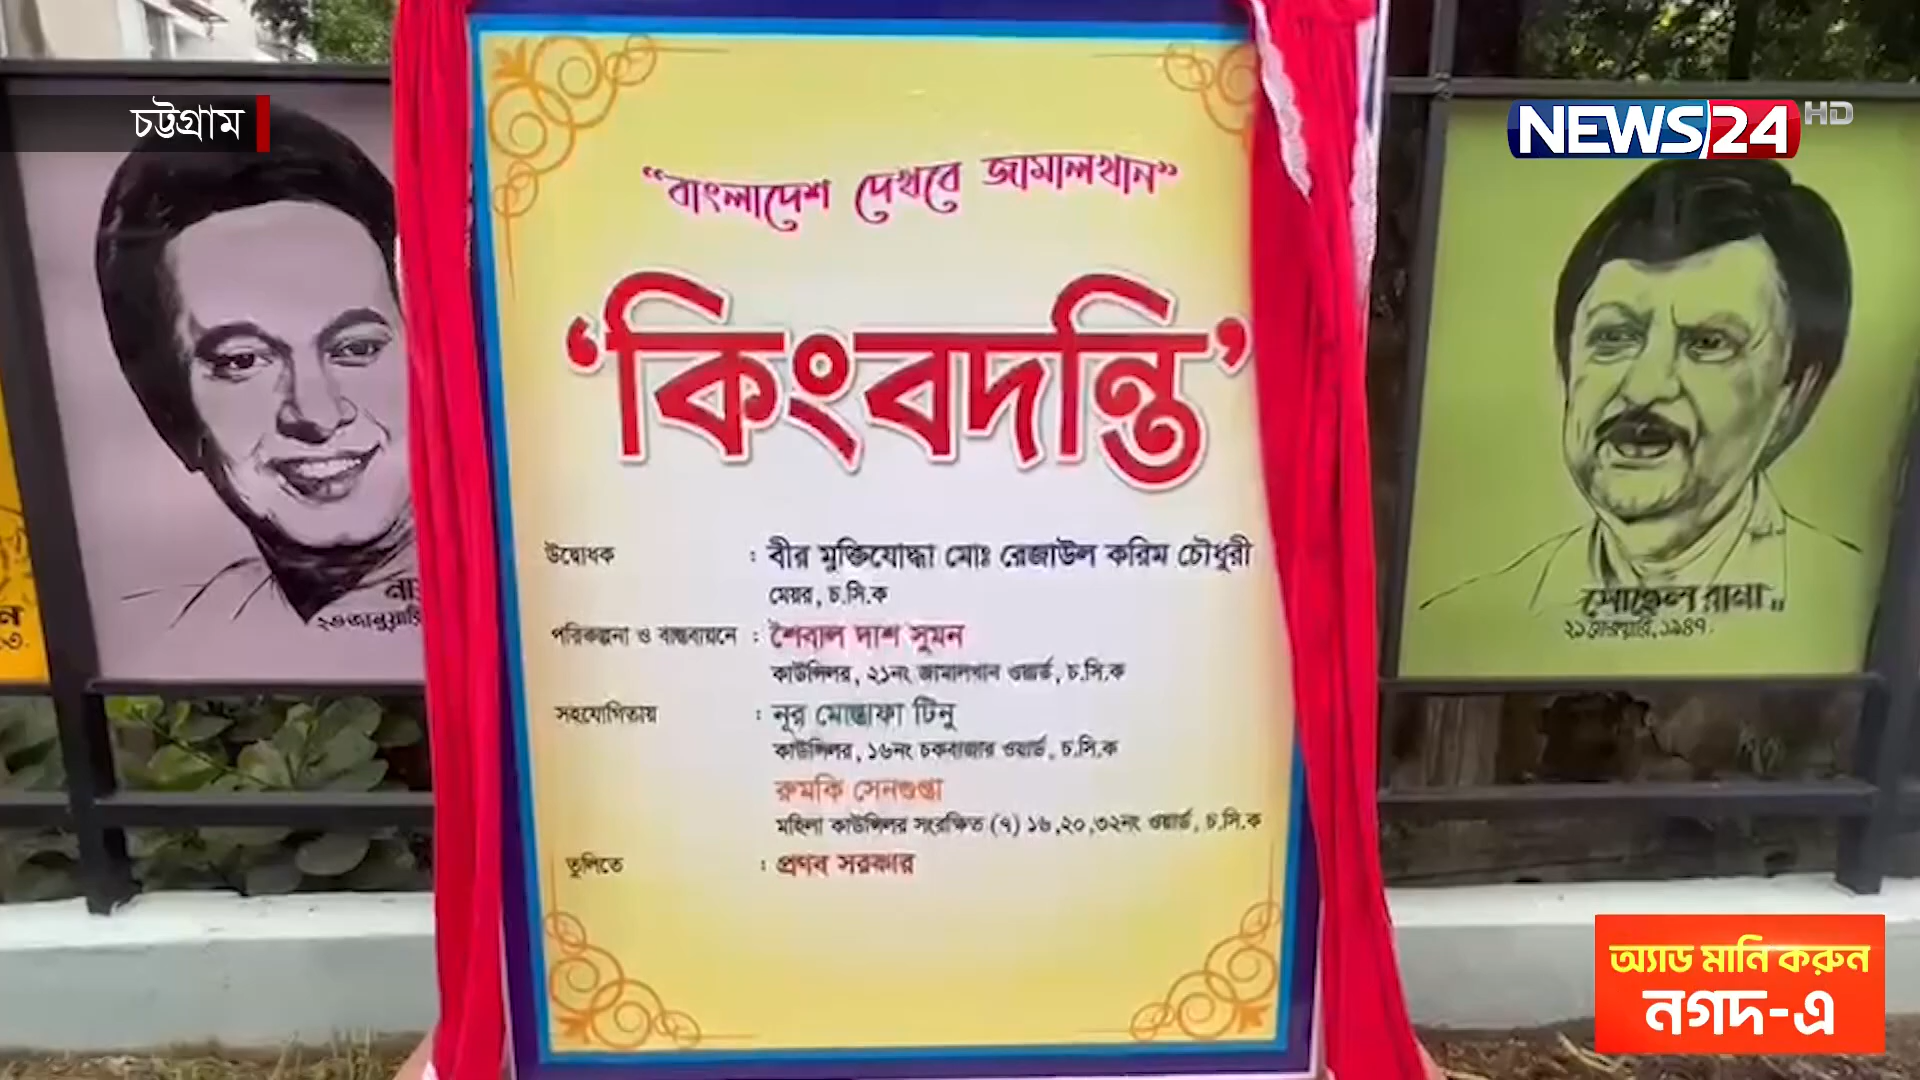 চট্টগ্রাম
NEWS24 HD
“বাংলাদেশ দেখবে জামালখান”
‘কিংবদন্তি’
উদ্বোধক : বীর মুক্তিযোদ্ধা মোঃ রেজাউল করিম চৌধুরী
মেয়র, চ.সি.ক
পরিকল্পনা ও বাস্তবায়নে : শৈবাল দাশ সুমন
কাউন্সিলর, ২১নং জামালখান ওয়ার্ড, চ.সি.ক
সহযোগিতায় : নূর মোস্তাফা টিনু
কাউন্সিলর, ১৬নং চকবাজার ওয়ার্ড, চ.সি.ক
রুমকি সেনগুপ্তা
মহিলা কাউন্সিলর সংরক্ষিত (৭) ১৬,২০,৩২নং ওয়ার্ড, চ.সি.ক
তুলিতে : প্রণব সরকার
সোহেল রানা
অ্যাড মানি করুন
নগদ-এ